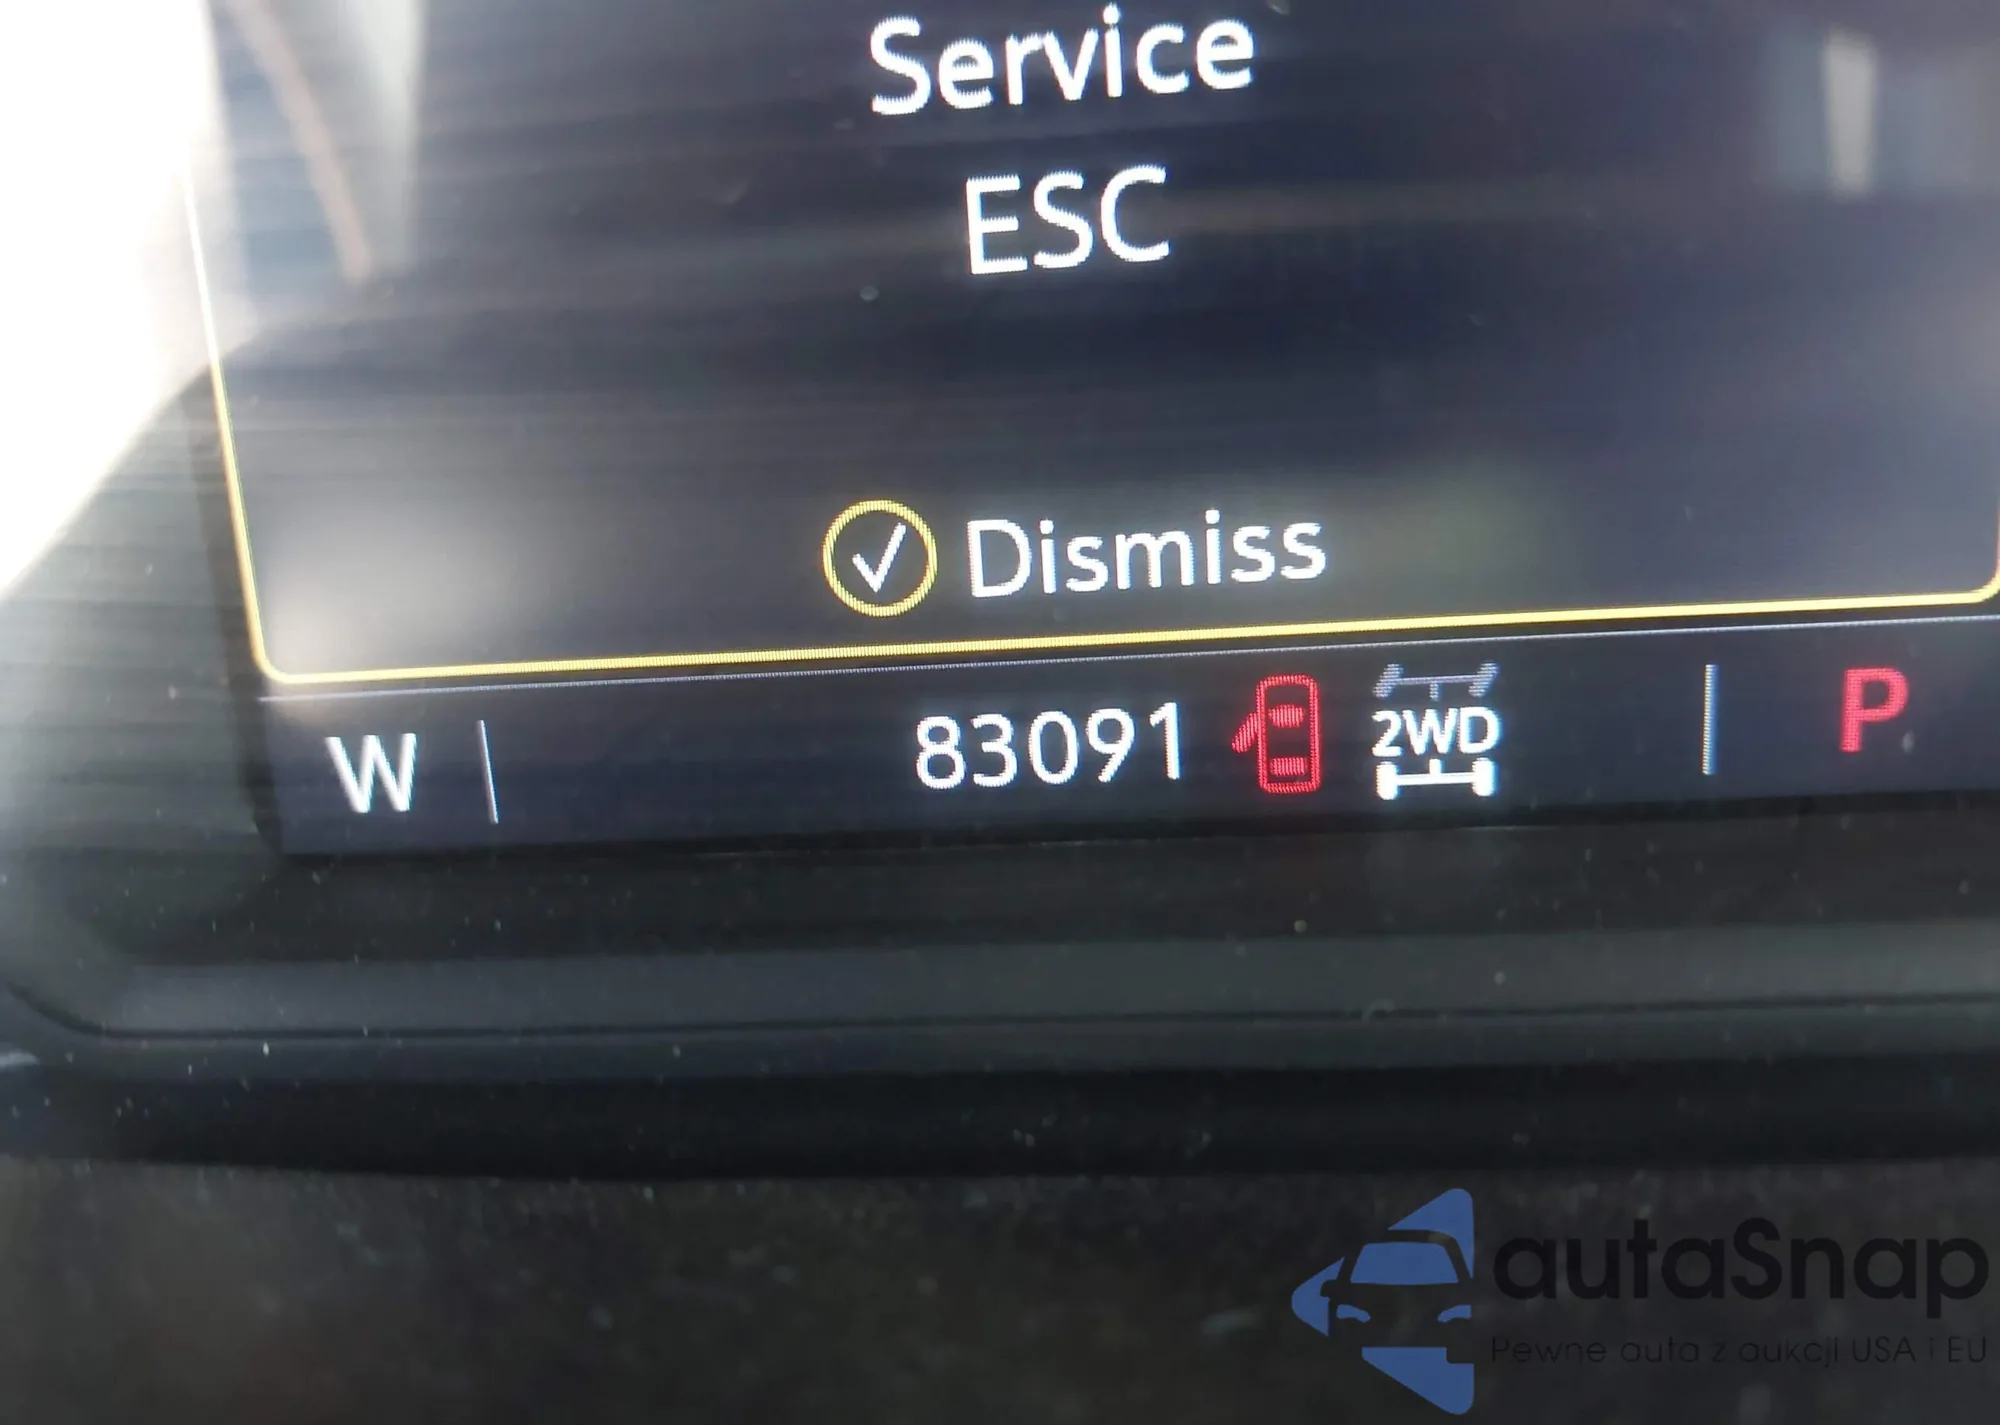 Service
ESC
Dismiss
W 83091 2WD P
autaSnap
Pewne auta z aukcji USA i EU